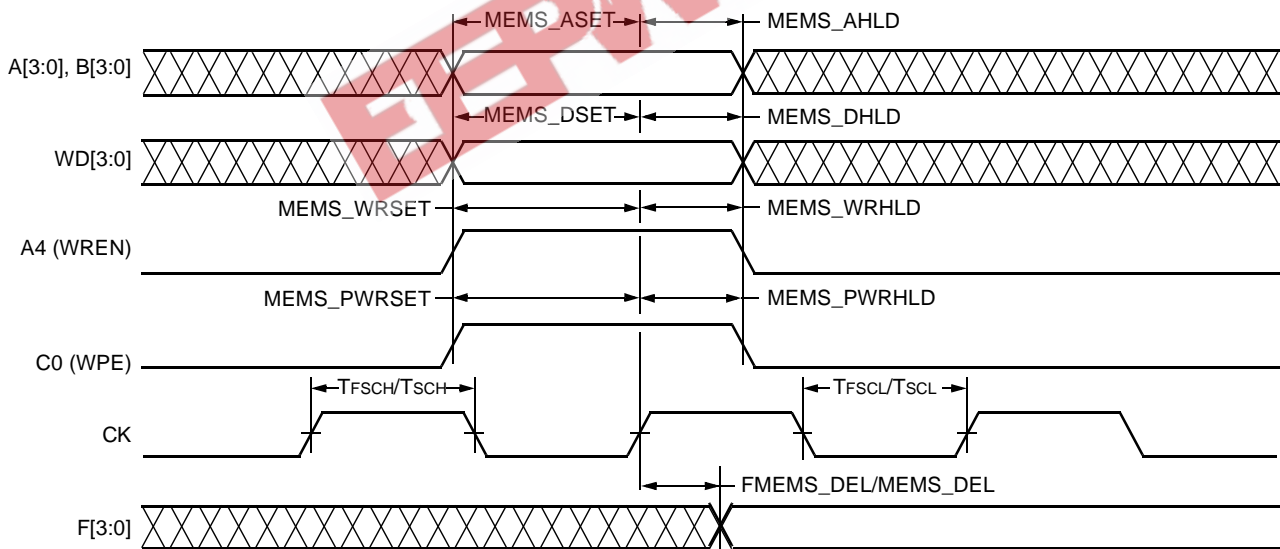 MEMS_ASET MEMS_AHLD
A[3:0], B[3:0]
MEMS_DSET MEMS_DHLD
WD[3:0]
MEMS_WRSET MEMS_WRHLD
A4 (WREN)
MEMS_PWRSET MEMS_PWRHLD
C0 (WPE)
TFSCH/TSCH TFSCL/TSCL
CK
FMEMS_DEL/MEMS_DEL
F[3:0]